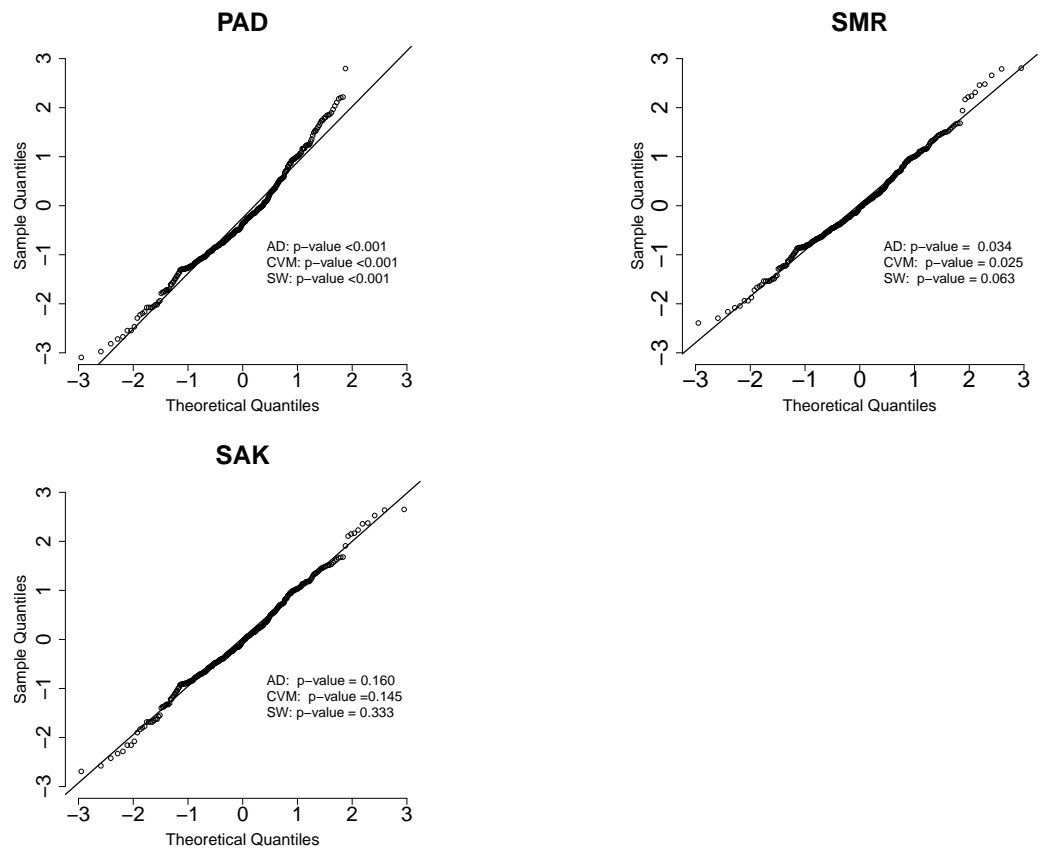 PAD
Sample Quantiles
3
2
1
0
−1
−2
−3
AD: p−value <0.001
CVM: p−value <0.001
SW: p−value <0.001
−3 −2 −1 0 1 2 3
Theoretical Quantiles
SMR
Sample Quantiles
3
2
1
0
−1
−2
−3
AD: p−value = 0.034
CVM: p−value = 0.025
SW: p−value = 0.063
−3 −2 −1 0 1 2 3
Theoretical Quantiles
SAK
Sample Quantiles
3
2
1
0
−1
−2
−3
AD: p−value = 0.160
CVM: p−value =0.145
SW: p−value = 0.333
−3 −2 −1 0 1 2 3
Theoretical Quantiles